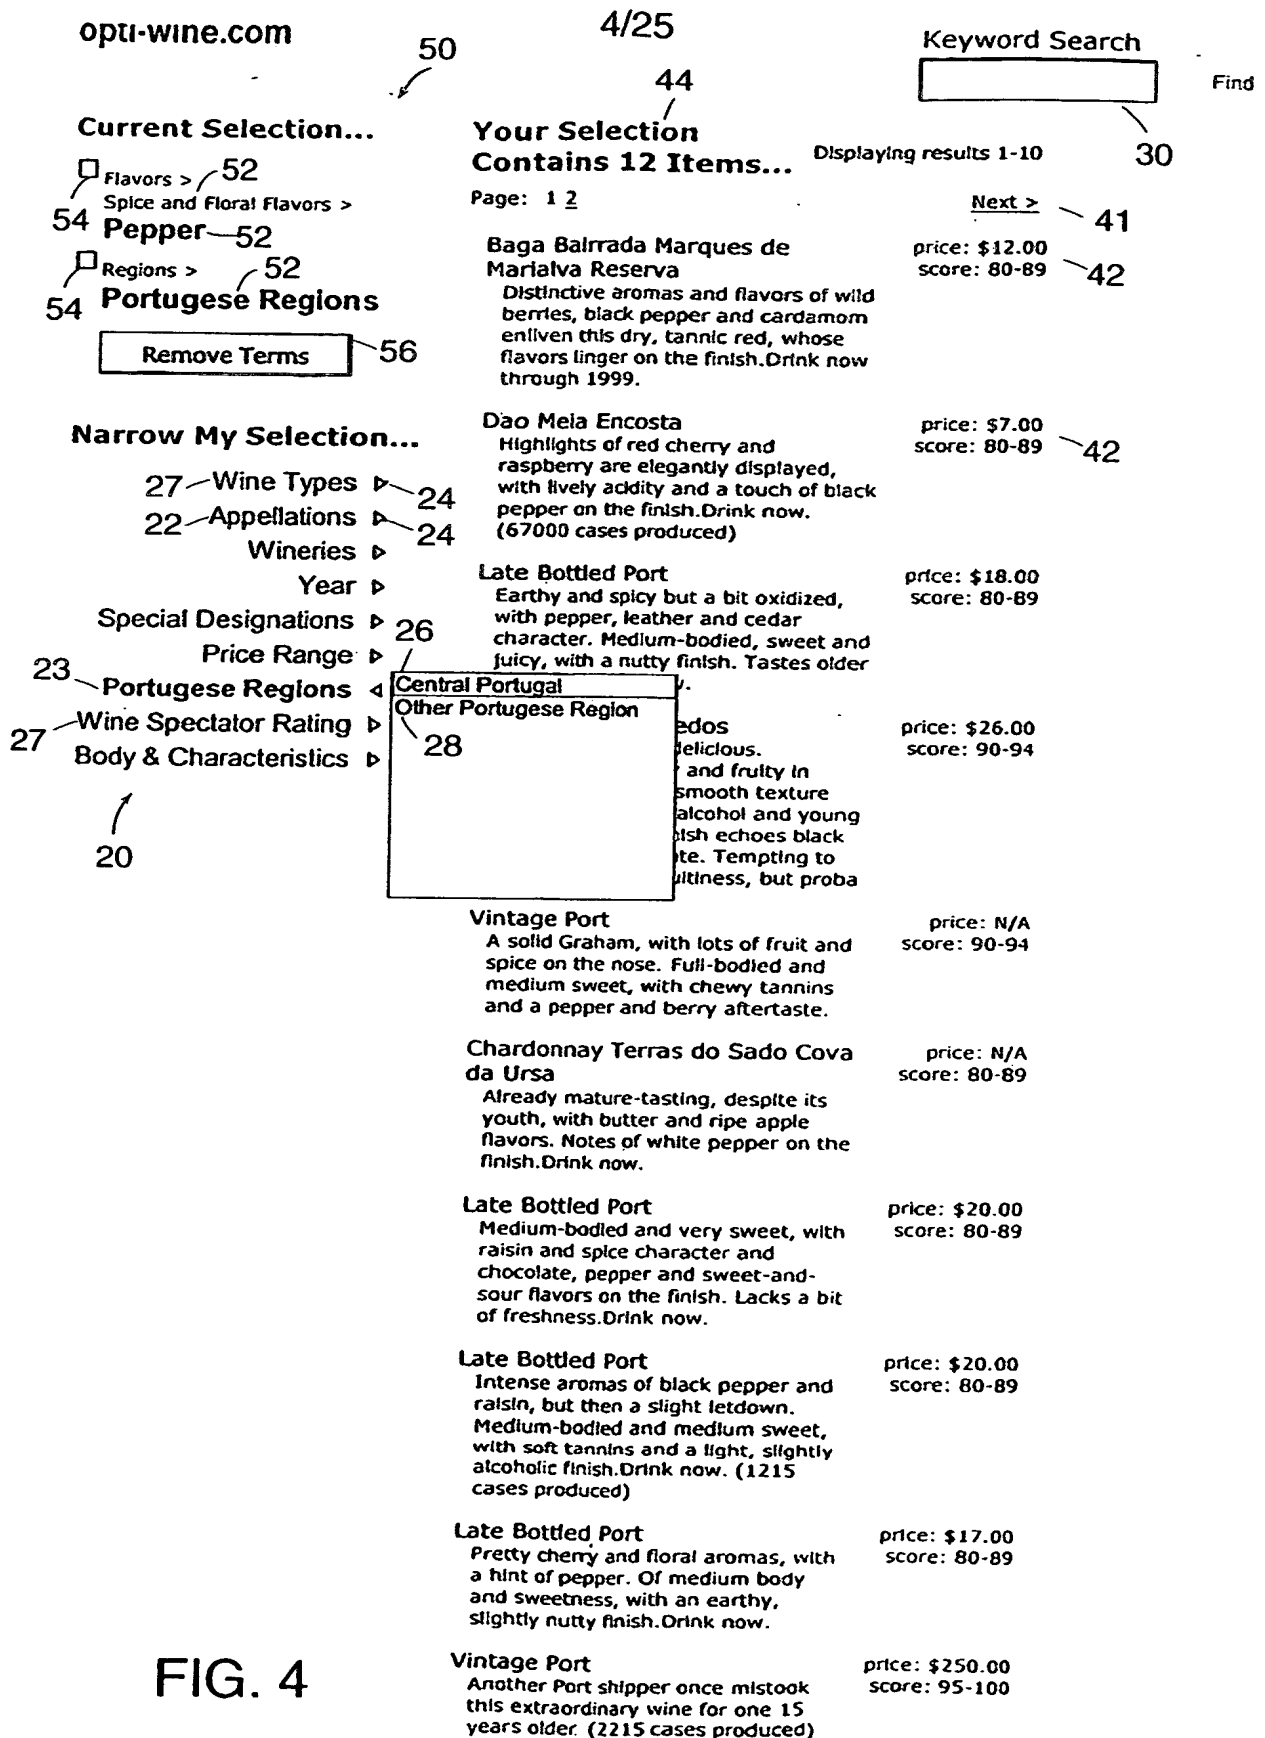 opti-wine.com
4/25
50
44
Keyword Search
Find
30
Current Selection...
Flavors > 52
Spice and Floral Flavors >
54 Pepper 52
Regions > 52
54 Portugese Regions
Remove Terms 56
Your Selection
Contains 12 Items...
Displaying results 1-10
Page: 1 2
Next > 41
Narrow My Selection...
27 Wine Types 24
22 Appellations 24
Wineries
Year
Special Designations
Price Range
23 Portugese Regions
27 Wine Spectator Rating
Body & Characteristics
20
26
Central Portugal
Other Portugese Region
28
Baga Bairrada Marques de
Marialva Reserva
price: $12.00
score: 80-89 42
Distinctive aromas and flavors of wild
berries, black pepper and cardamom
enliven this dry, tannic red, whose
flavors linger on the finish.Drink now
through 1999.
Dao Meia Encosta
price: $7.00
score: 80-89 42
Highlights of red cherry and
raspberry are elegantly displayed,
with lively acidity and a touch of black
pepper on the finish.Drink now.
(67000 cases produced)
Late Bottled Port
price: $18.00
score: 80-89
Earthy and spicy but a bit oxidized,
with pepper, leather and cedar
character. Medium-bodied, sweet and
juicy, with a nutty finish. Tastes older
edos
price: $26.00
score: 90-94
elicious.
and fruity in
smooth texture
alcohol and young
ish echoes black
te. Tempting to
ultiness, but proba
Vintage Port
price: N/A
score: 90-94
A solid Graham, with lots of fruit and
spice on the nose. Full-bodied and
medium sweet, with chewy tannins
and a pepper and berry aftertaste.
Chardonnay Terras do Sado Cova
da Ursa
price: N/A
score: 80-89
Already mature-tasting, despite its
youth, with butter and ripe apple
flavors. Notes of white pepper on the
finish.Drink now.
Late Bottled Port
price: $20.00
score: 80-89
Medium-bodied and very sweet, with
raisin and spice character and
chocolate, pepper and sweet-and-
sour flavors on the finish. Lacks a bit
of freshness.Drink now.
Late Bottled Port
price: $20.00
score: 80-89
Intense aromas of black pepper and
raisin, but then a slight letdown.
Medium-bodied and medium sweet,
with soft tannins and a light, slightly
alcoholic finish.Drink now. (1215
cases produced)
Late Bottled Port
price: $17.00
score: 80-89
Pretty cherry and floral aromas, with
a hint of pepper. Of medium body
and sweetness, with an earthy,
slightly nutty finish.Drink now.
Vintage Port
price: $250.00
score: 95-100
Another Port shipper once mistook
this extraordinary wine for one 15
years older. (2215 cases produced)
FIG. 4